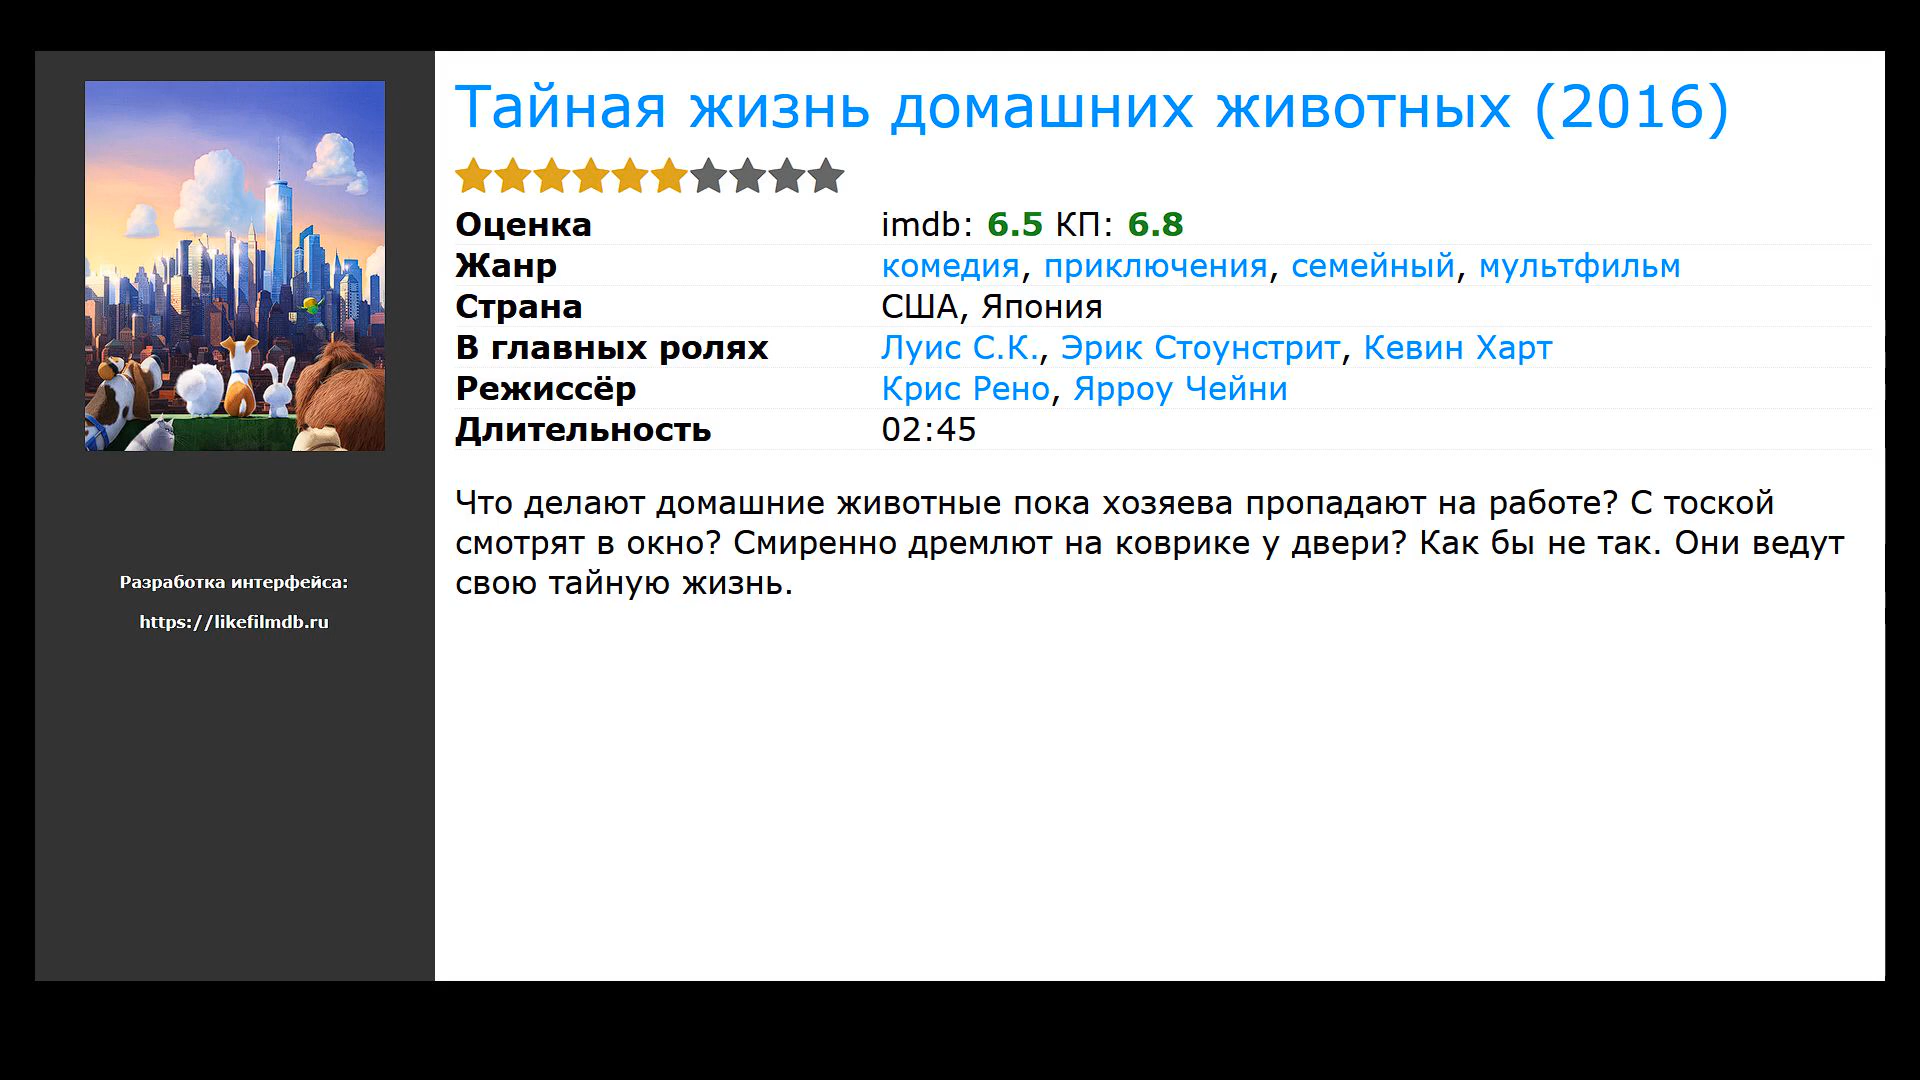 Тайная жизнь домашних животных (2016)
Оценка imdb: 6.5 КП: 6.8
Жанр комедия, приключения, семейный, мультфильм
Страна США, Япония
В главных ролях Луис С.К., Эрик Стоунстрит, Кевин Харт
Режиссёр Крис Рено, Ярроу Чейни
Длительность 02:45
Что делают домашние животные пока хозяева пропадают на работе? С тоской
смотрят в окно? Смиренно дремлют на коврике у двери? Как бы не так. Они ведут
свою тайную жизнь.
Разработка интерфейса:
https://likefilmdb.ru